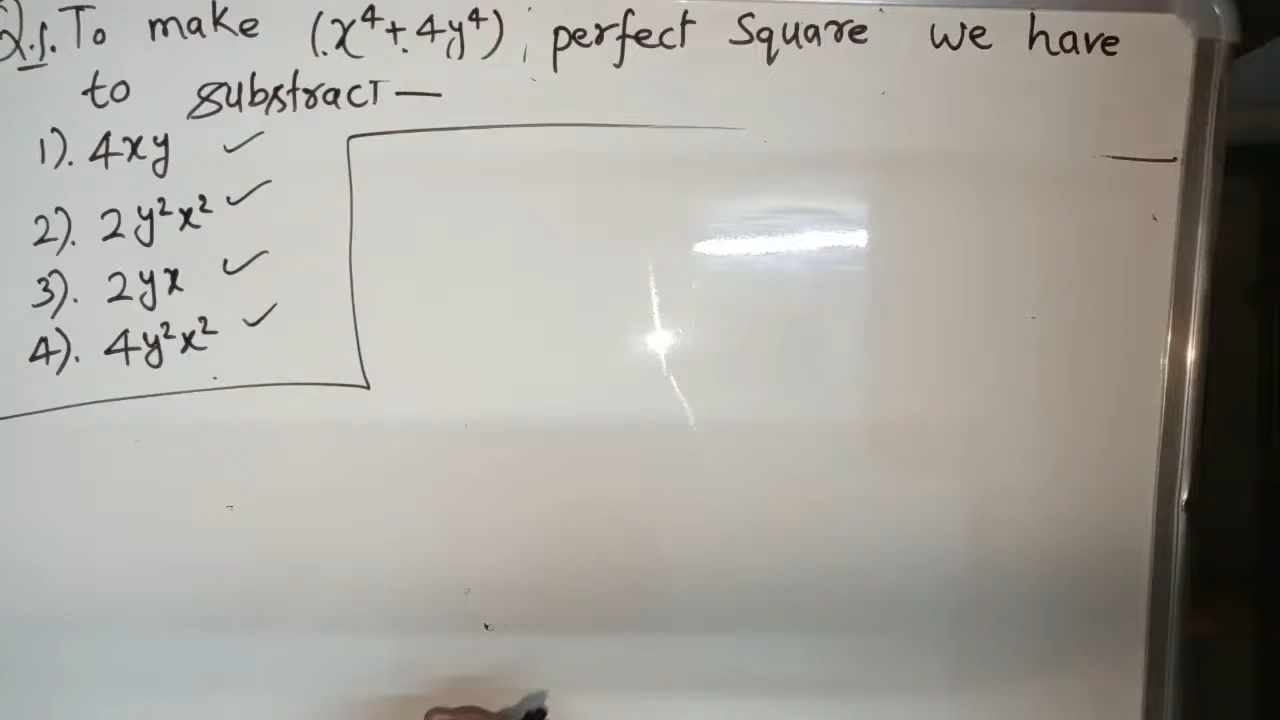 Q.1. To make (x⁴+4y⁴), perfect Square we have
to substract —
1). 4xy ✓
2). 2y²x² ✓
3). 2yx ✓
4). 4y²x² ✓